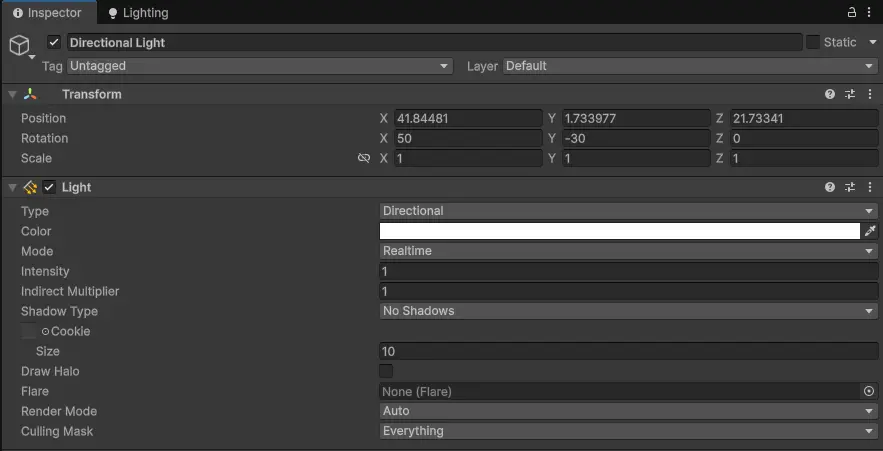 Inspector Lighting
Directional Light Static
Tag Untagged Layer Default
Transform
Position X 41.84481 Y 1.733977 Z 21.73341
Rotation X 50 Y -30 Z 0
Scale X 1 Y 1 Z 1
Light
Type Directional
Color
Mode Realtime
Intensity 1
Indirect Multiplier 1
Shadow Type No Shadows
Cookie
Size 10
Draw Halo
Flare None (Flare)
Render Mode Auto
Culling Mask Everything